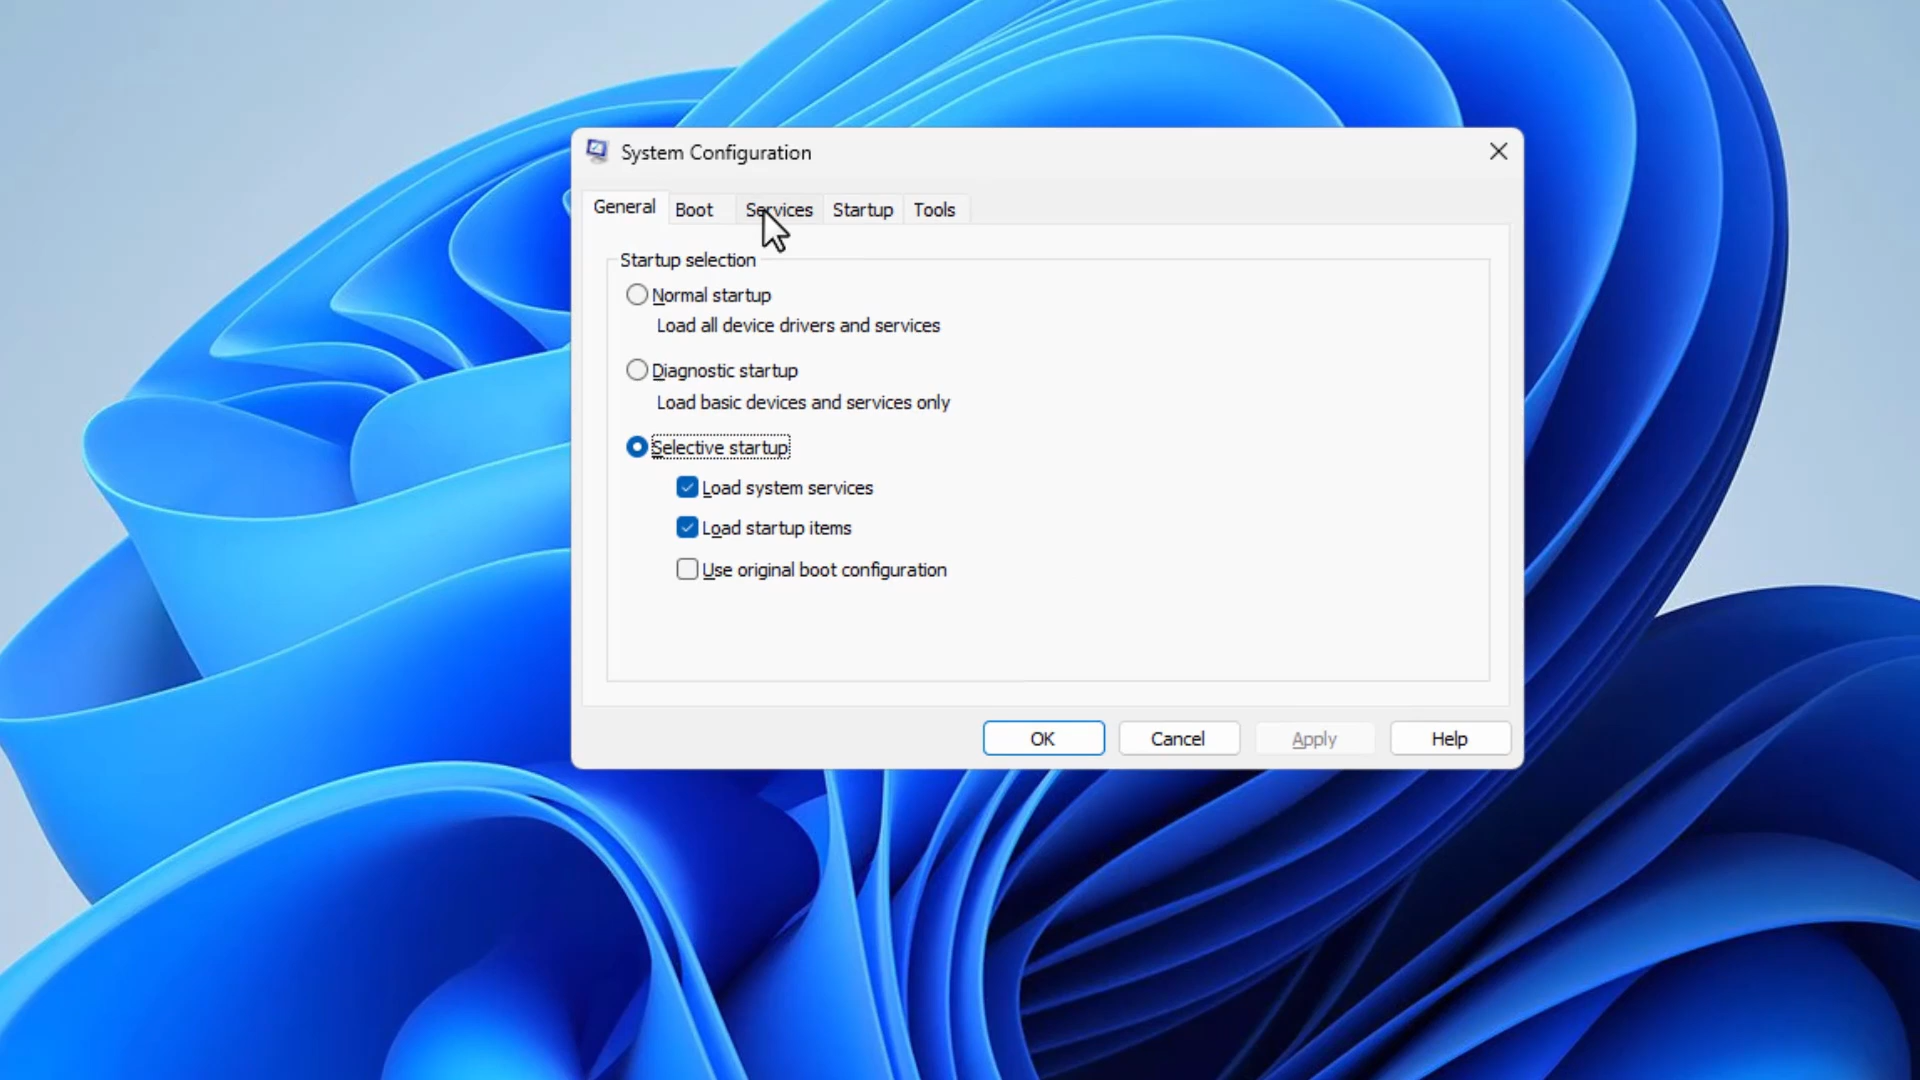 System Configuration
General Boot Services Startup Tools
Startup selection
Normal startup
Load all device drivers and services
Diagnostic startup
Load basic devices and services only
Selective startup
Load system services
Load startup items
Use original boot configuration
OK Cancel Apply Help